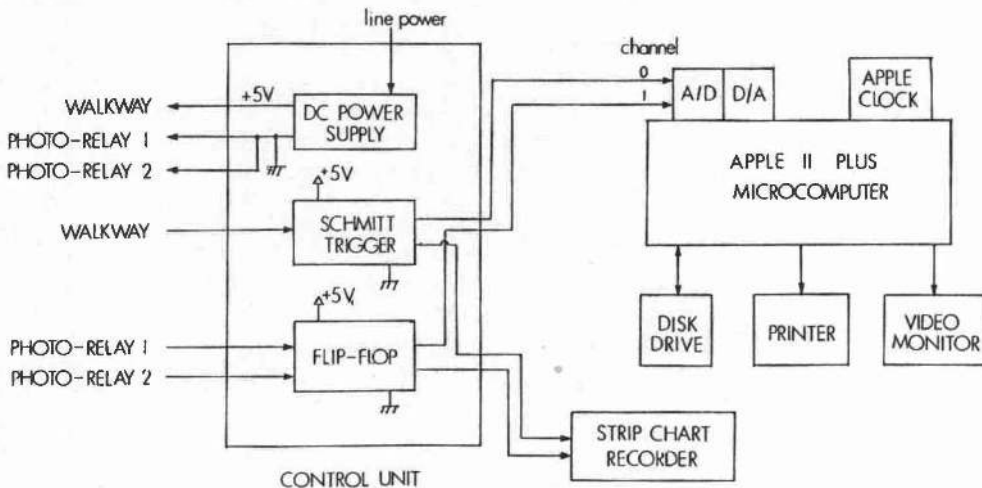 line power
channel
0
1
A/D
D/A
APPLE
CLOCK
WALKWAY
+5V
DC POWER
SUPPLY
PHOTO-RELAY 1
PHOTO-RELAY 2
APPLE II PLUS
MICROCOMPUTER
+5V
WALKWAY
SCHMITT
TRIGGER
+5V
DISK
DRIVE
PRINTER
VIDEO
MONITOR
PHOTO-RELAY 1
PHOTO-RELAY 2
FLIP-FLOP
STRIP CHART
RECORDER
CONTROL UNIT